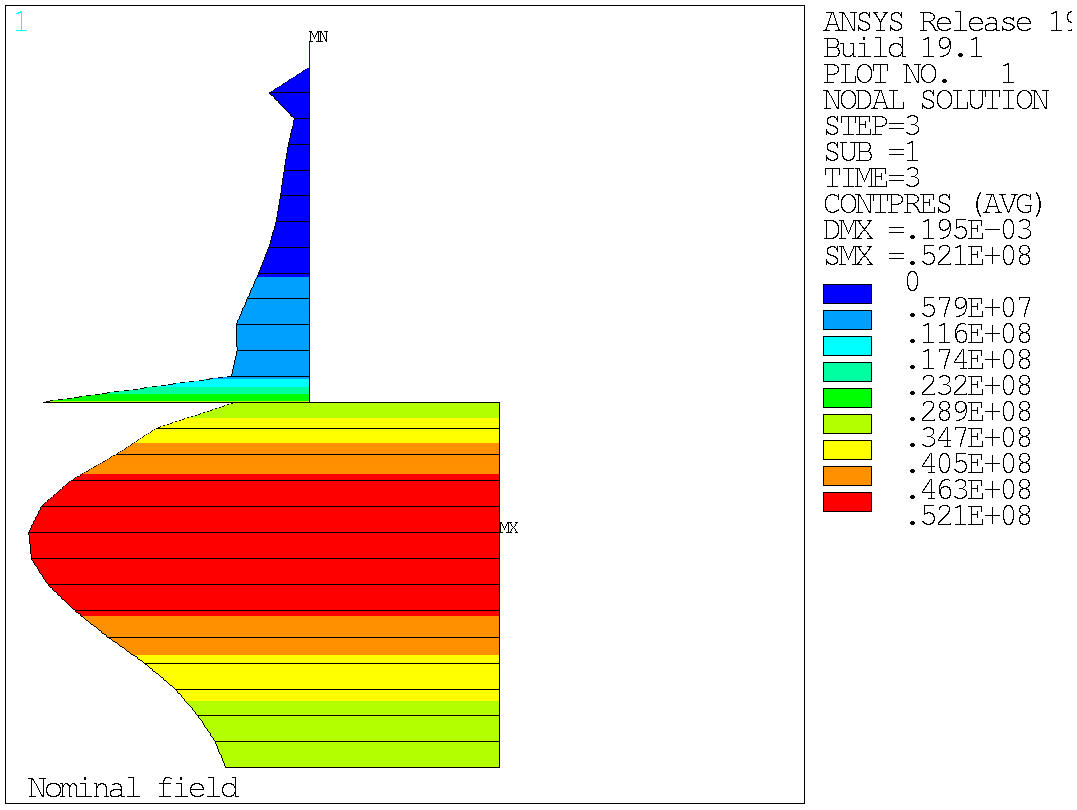 1
MN
ANSYS Release 19
Build 19.1
PLOT NO. 1
NODAL SOLUTION
STEP=3
SUB =1
TIME=3
CONTPRES (AVG)
DMX =.195E-03
SMX =.521E+08
0
.579E+07
.116E+08
.174E+08
.232E+08
.289E+08
.347E+08
.405E+08
.463E+08
.521E+08
MX
Nominal field